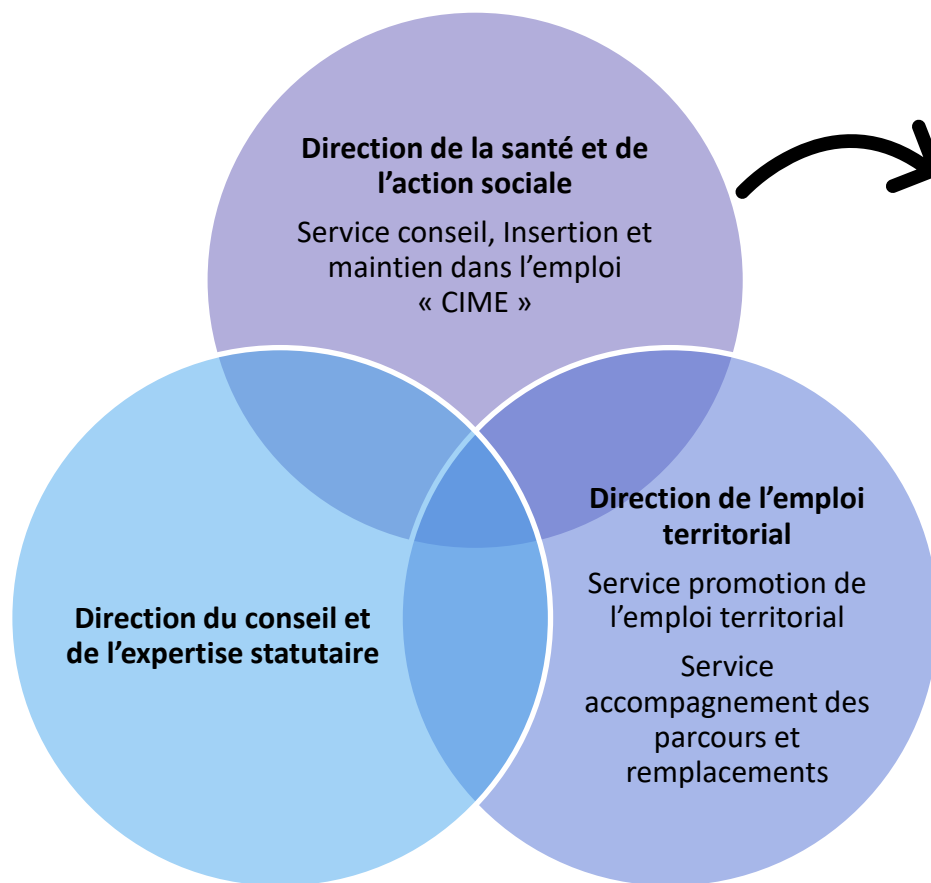 Direction de la santé et de
l’action sociale
Service conseil, Insertion et
maintien dans l’emploi
« CIME »
Direction de l’emploi
territorial
Service promotion de
l’emploi territorial
Service
accompagnement des
parcours et
remplacements
Direction du conseil et
de l’expertise statutaire